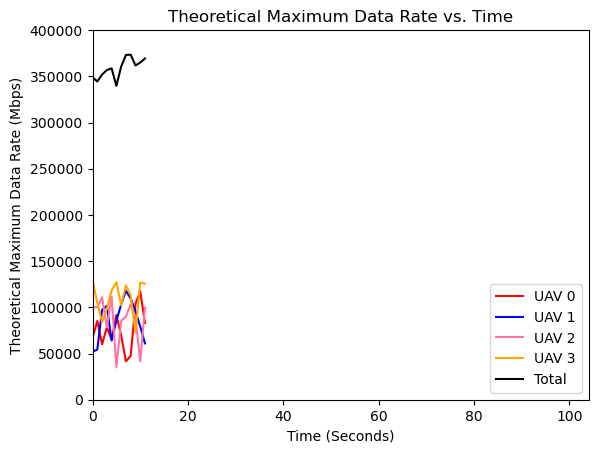 Theoretical Maximum Data Rate vs. Time
Theoretical Maximum Data Rate (Mbps)
400000
350000
300000
250000
200000
150000
100000
50000
0
UAV 0
UAV 1
UAV 2
UAV 3
Total
0 20 40 60 80 100
Time (Seconds)